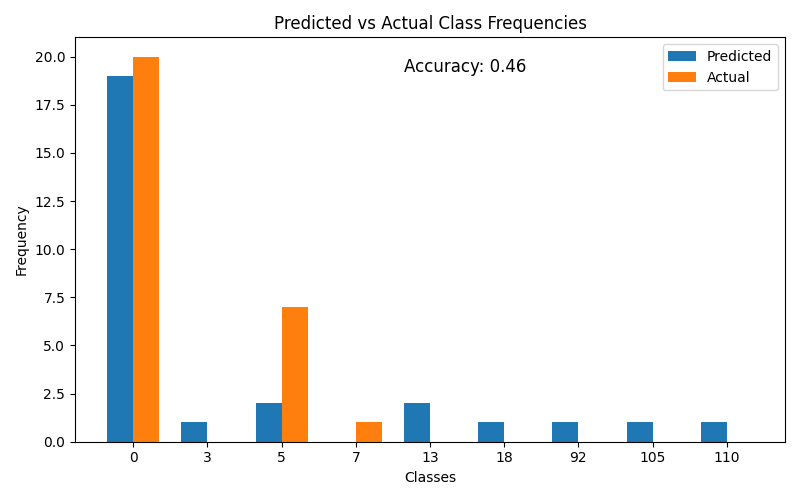 Predicted vs Actual Class Frequencies
Accuracy: 0.46
Predicted
Actual
20.0
17.5
15.0
12.5
10.0
7.5
5.0
2.5
0.0
Frequency
0 3 5 7 13 18 92 105 110
Classes